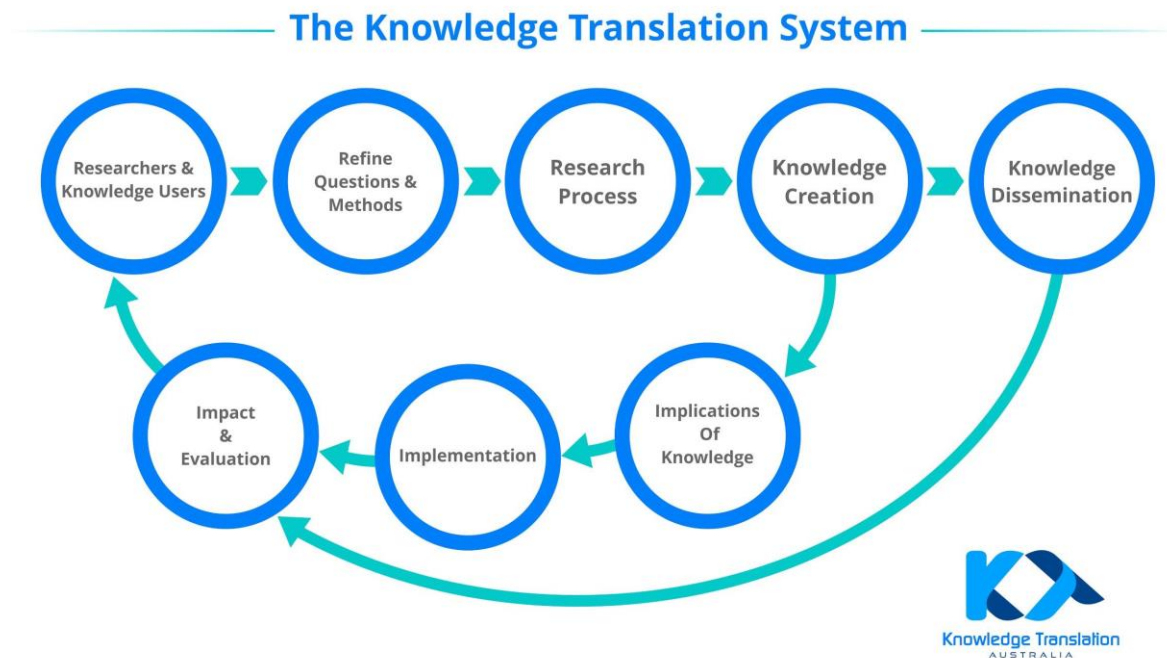 The Knowledge Translation System
Researchers &
Knowledge Users
Refine
Questions &
Methods
Research
Process
Knowledge
Creation
Knowledge
Dissemination
Impact
&
Evaluation
Implementation
Implications
Of
Knowledge
Knowledge Translation
AUSTRALIA